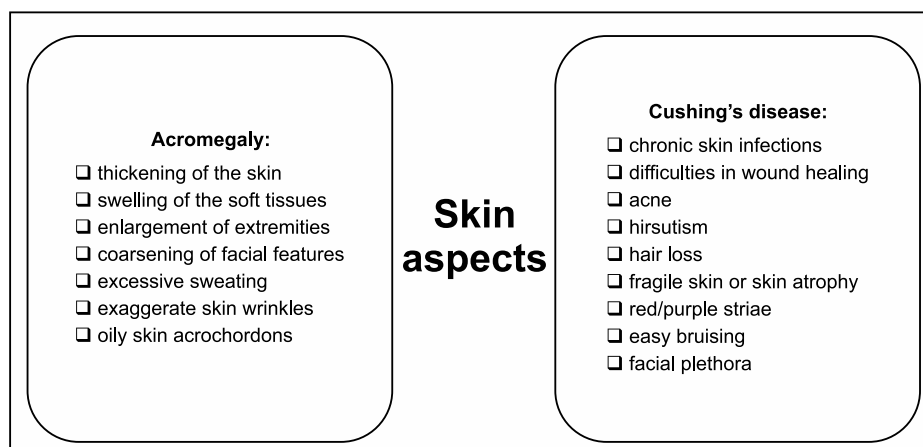 Acromegaly:
❑ thickening of the skin
❑ swelling of the soft tissues
❑ enlargement of extremities
❑ coarsening of facial features
❑ excessive sweating
❑ exaggerate skin wrinkles
❑ oily skin acrochordons
Skin
aspects
Cushing’s disease:
❑ chronic skin infections
❑ difficulties in wound healing
❑ acne
❑ hirsutism
❑ hair loss
❑ fragile skin or skin atrophy
❑ red/purple striae
❑ easy bruising
❑ facial plethora